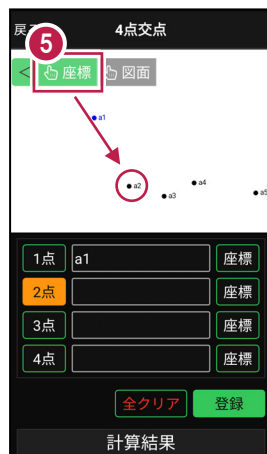 戻 4点交点
5
< 座標 図面
a1
a2 a3 a4 a5
1点 a1 座標
2点 座標
3点 座標
4点 座標
全クリア 登録
計算結果